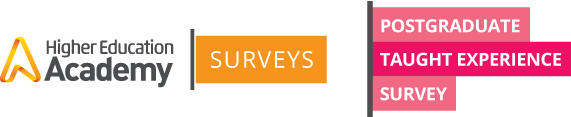 Higher Education
Academy
SURVEYS
POSTGRADUATE
TAUGHT EXPERIENCE
SURVEY